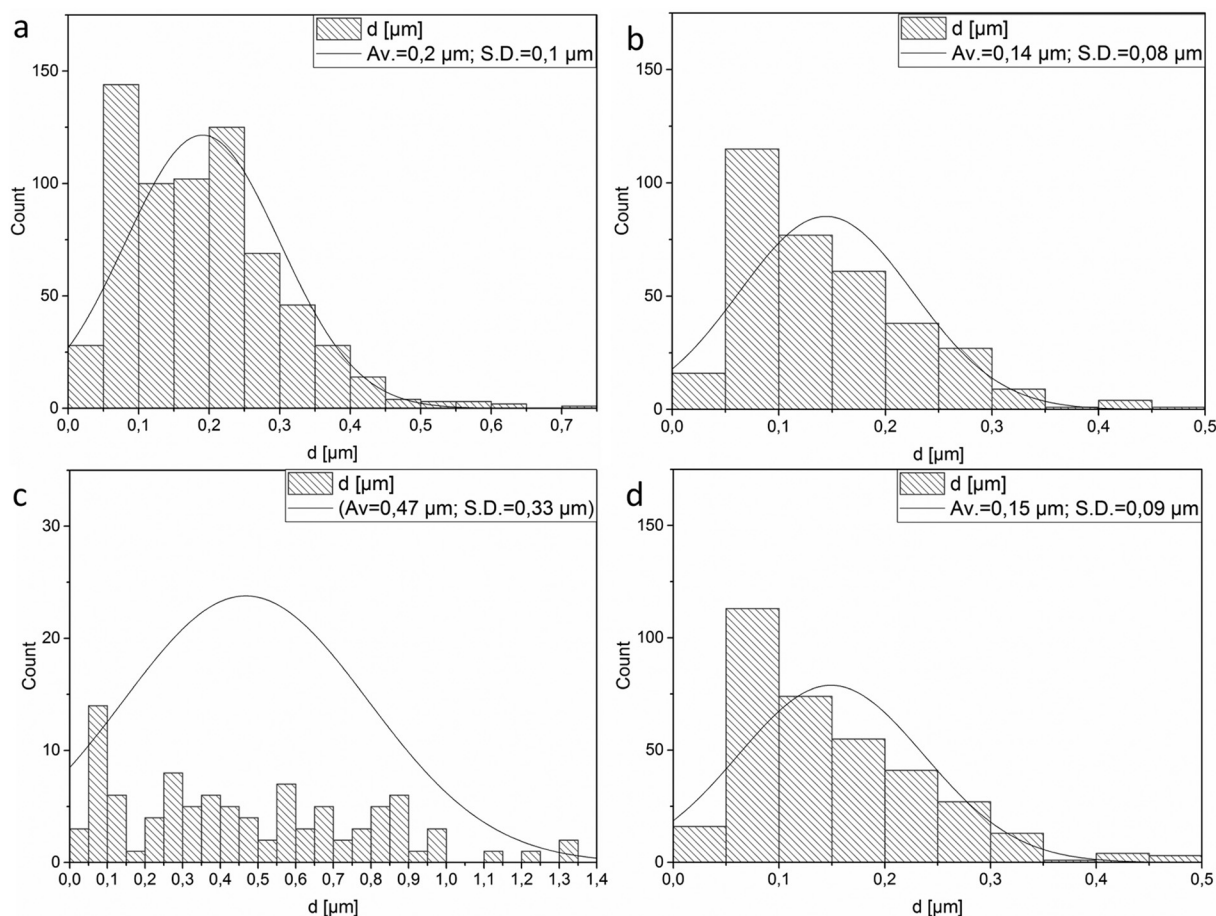 a
d [µm]
Av.=0,2 µm; S.D.=0,1 µm
150
100
50
0
Count
0,0 0,1 0,2 0,3 0,4 0,5 0,6 0,7
d [µm]
b
d [µm]
Av.=0,14 µm; S.D.=0,08 µm
150
100
50
0
Count
0,0 0,1 0,2 0,3 0,4 0,5
d [µm]
c
d [µm]
(Av=0,47 µm; S.D.=0,33 µm)
30
20
10
0
Count
0,0 0,1 0,2 0,3 0,4 0,5 0,6 0,7 0,8 0,9 1,0 1,1 1,2 1,3 1,4
d [µm]
d
d [µm]
Av.=0,15 µm; S.D.=0,09 µm
150
100
50
0
Count
0,0 0,1 0,2 0,3 0,4 0,5
d [µm]